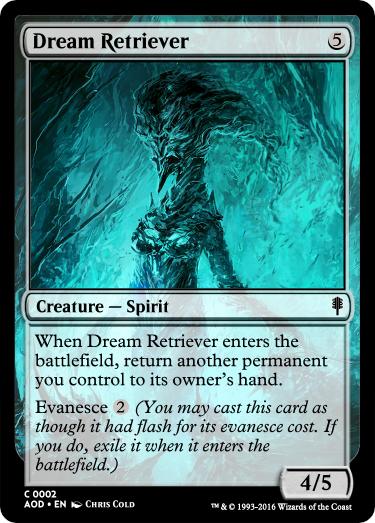 Dream Retriever 5
Creature — Spirit
When Dream Retriever enters the
battlefield, return another permanent
you control to its owner's hand.
Evanesce 2 (You may cast this card as
though it had flash for its evanesce cost. If
you do, exile it when it enters the
battlefield.)
4/5
C 0002
AOD • EN Chris Cold
™ & © 1993-2016 Wizards of the Coast